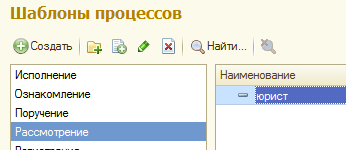 Шаблоны процессов
Создать Найти...
Исполнение
Ознакомление
Поручение
Рассмотрение
Наименование
юрист